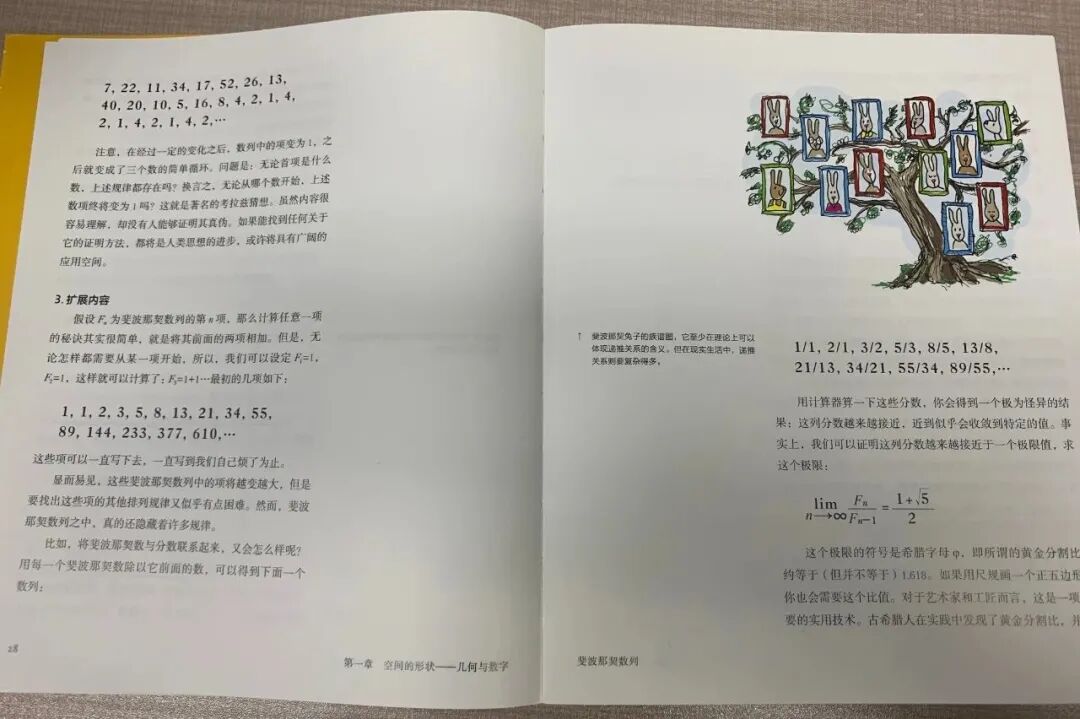 7, 22, 11, 34, 17, 52, 26, 13,
40, 20, 10, 5, 16, 8, 4, 2, 1, 4,
2, 1, 4, 2, 1, 4, 2,…
注意，在经过一定的变化之后，数列中的项变为 1，之
后就变成了三个数的简单循环。问题是：无论首项是什么
数，上述规律都存在吗？换言之，无论从哪个数开始，上述
数项终将变为 1 吗？这就是著名的考拉兹猜想。虽然内容很
容易理解，却没有人能够证明其真伪。如果能找到任何关于
它的证明方法，都将是人类思想的进步，或许将具有广阔的
应用空间。
3. 扩展内容
假设 Fn 为斐波那契数列的第 n 项，那么计算任意一项
的秘诀其实很简单，就是将其前面的两项相加。但是，无
论怎样都需要从某一项开始，所以，我们可以设定 F1=1，
F2=1，这样就可以计算了：F3=1+1…最初的几项如下：
1, 1, 2, 3, 5, 8, 13, 21, 34, 55,
89, 144, 233, 377, 610,…
这些项可以一直写下去，一直写到我们自己烦了为止。
显而易见，这些斐波那契数列中的项将越变越大，但是
要找出这些项的其他排列规律又似乎有点困难。然而，斐波
那契数列之中，真的还隐藏着许多规律。
比如，将斐波那契数与分数联系起来，又会怎么样呢？
用每一个斐波那契数除以它前面的数，可以得到下面一个
数列：
28
第一章 空间的形状——几何与数字
↑ 斐波那契兔子的族谱图，它至少在理论上可以
体现递推关系的含义。但在现实生活中，递推
关系则要复杂得多。
1/1, 2/1, 3/2, 5/3, 8/5, 13/8,
21/13, 34/21, 55/34, 89/55,…
用计算器算一下这些分数，你会得到一个极为怪异的结
果：这列分数越来越接近，近到似乎会收敛到特定的值。事
实上，我们可以证明这列分数越来越接近于一个极限值，求
这个极限：
lim n→∞ Fn/Fn−1 = (1+√5)/2
这个极限的符号是希腊字母 φ，即所谓的黄金分割比
约等于（但并不等于）1.618。如果用尺规画一个正五边形
你也会需要这个比值。对于艺术家和工匠而言，这是一项
要的实用技术。古希腊人在实践中发现了黄金分割比，并
斐波那契数列